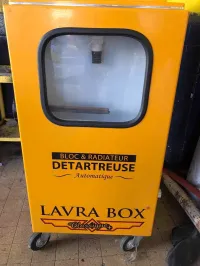 BLOC & RADIATEUR
DETARTREUSE
Automatique
LAVRA BOX®